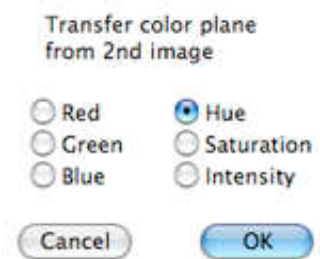 Transfer color plane
from 2nd image
Red
Hue
Green
Saturation
Blue
Intensity
Cancel
OK